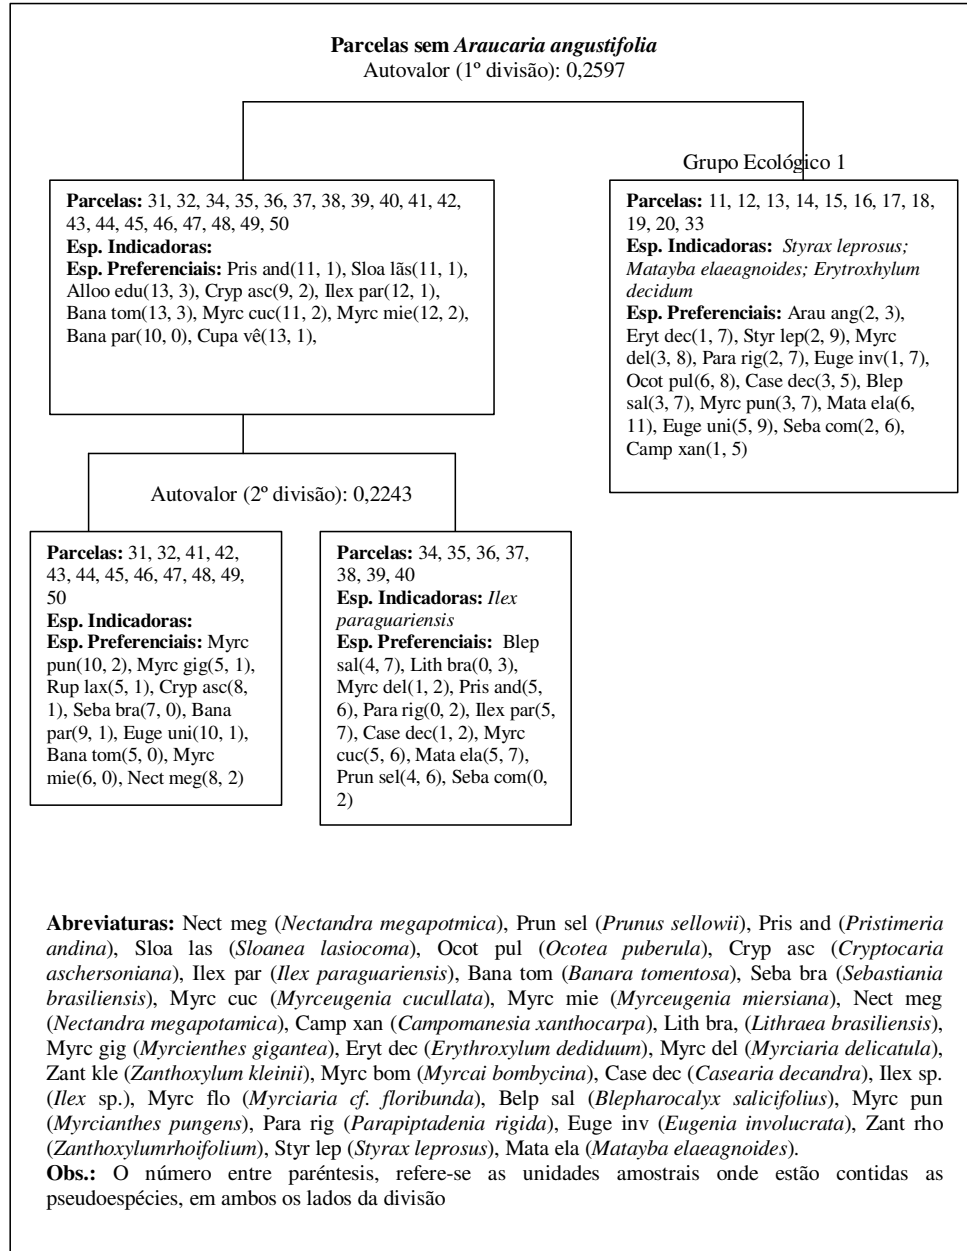 Parcelas sem Araucaria angustifolia
Autovalor (1º divisão): 0,2597
Parcelas: 31, 32, 34, 35, 36, 37, 38, 39, 40, 41, 42,
43, 44, 45, 46, 47, 48, 49, 50
Esp. Indicadoras:
Esp. Preferenciais: Pris and(11, 1), Sloa lãs(11, 1),
Alloo edu(13, 3), Cryp asc(9, 2), Ilex par(12, 1),
Bana tom(13, 3), Myrc cuc(11, 2), Myrc mie(12, 2),
Bana par(10, 0), Cupa vê(13, 1),
Grupo Ecológico 1
Parcelas: 11, 12, 13, 14, 15, 16, 17, 18,
19, 20, 33
Esp. Indicadoras: Styrax leprosus;
Matayba elaeagnoides; Erytroxhylum
decidum
Esp. Preferenciais: Arau ang(2, 3),
Eryt dec(1, 7), Styr lep(2, 9), Myrc
del(3, 8), Para rig(2, 7), Euge inv(1, 7),
Ocot pul(6, 8), Case dec(3, 5), Blep
sal(3, 7), Myrc pun(3, 7), Mata ela(6,
11), Euge uni(5, 9), Seba com(2, 6),
Camp xan(1, 5)
Autovalor (2º divisão): 0,2243
Parcelas: 31, 32, 41, 42,
43, 44, 45, 46, 47, 48, 49,
50
Esp. Indicadoras:
Esp. Preferenciais: Myrc
pun(10, 2), Myrc gig(5, 1),
Rup lax(5, 1), Cryp asc(8,
1), Seba bra(7, 0), Bana
par(9, 1), Euge uni(10, 1),
Bana tom(5, 0), Myrc
mie(6, 0), Nect meg(8, 2)
Parcelas: 34, 35, 36, 37,
38, 39, 40
Esp. Indicadoras: Ilex
paraguariensis
Esp. Preferenciais: Blep
sal(4, 7), Lith bra(0, 3),
Myrc del(1, 2), Pris and(5,
6), Para rig(0, 2), Ilex par(5,
7), Case dec(1, 2), Myrc
cuc(5, 6), Mata ela(5, 7),
Prun sel(4, 6), Seba com(0,
2)
Abreviaturas: Nect meg (Nectandra megapotmica), Prun sel (Prunus sellowii), Pris and (Pristimeria
andina), Sloa las (Sloanea lasiocoma), Ocot pul (Ocotea puberula), Cryp asc (Cryptocaria
aschersoniana), Ilex par (Ilex paraguariensis), Bana tom (Banara tomentosa), Seba bra (Sebastiania
brasiliensis), Myrc cuc (Myrceugenia cucullata), Myrc mie (Myrceugenia miersiana), Nect meg
(Nectandra megapotamica), Camp xan (Campomanesia xanthocarpa), Lith bra, (Lithraea brasiliensis),
Myrc gig (Myrcienthes gigantea), Eryt dec (Erythroxylum dediduum), Myrc del (Myrciaria delicatula),
Zant kle (Zanthoxylum kleinii), Myrc bom (Myrcai bombycina), Case dec (Casearia decandra), Ilex sp.
(Ilex sp.), Myrc flo (Myrciaria cf. floribunda), Belp sal (Blepharocalyx salicifolius), Myrc pun
(Myrcianthes pungens), Para rig (Parapiptadenia rigida), Euge inv (Eugenia involucrata), Zant rho
(Zanthoxylumrhoifolium), Styr lep (Styrax leprosus), Mata ela (Matayba elaeagnoides).
Obs.: O número entre paréntesis, refere-se as unidades amostrais onde estão contidas as
pseudoespécies, em ambos os lados da divisão